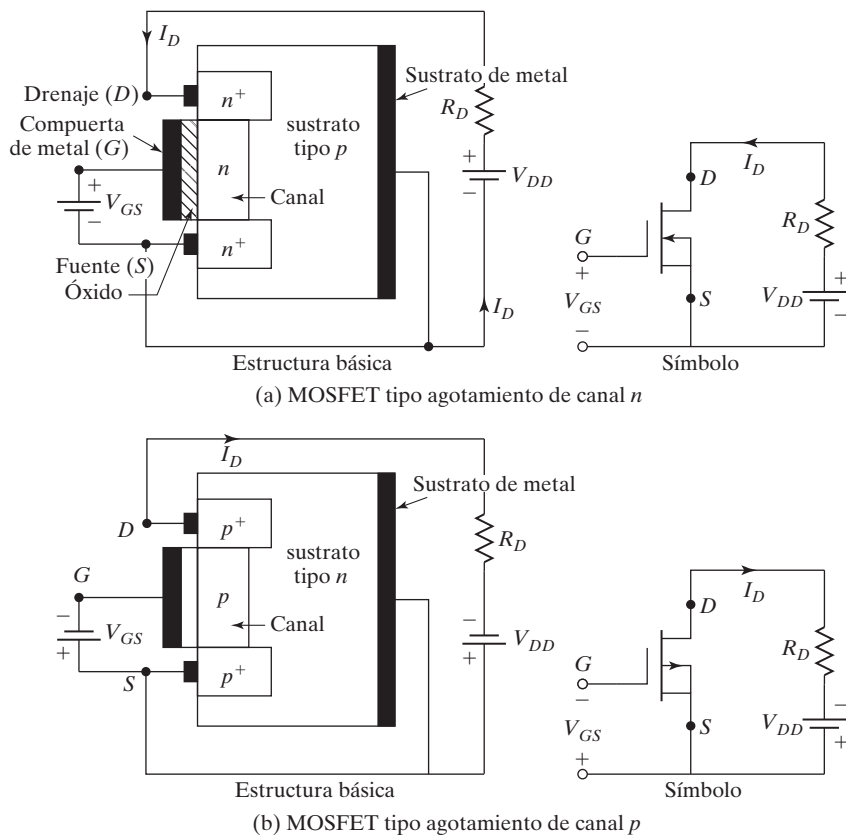 I_D
Sustrato de metal
Drenaje (D)
n⁺
R_D
Compuerta
de metal (G)
sustrato
tipo p
+
I_D
D
n
+
V_GS
−
Canal
−
V_DD
R_D
G
+
Fuente (S)
n⁺
V_GS
S
V_DD
+
−
Óxido
I_D
−
Estructura básica
Símbolo
(a) MOSFET tipo agotamiento de canal n
I_D
Sustrato de metal
D
p⁺
R_D
sustrato
tipo n
G
p
I_D
D
−
V_GS
+
Canal
−
V_DD
+
R_D
G
−
S
p⁺
V_GS
S
V_DD
−
+
+
Estructura básica
Símbolo
(b) MOSFET tipo agotamiento de canal p